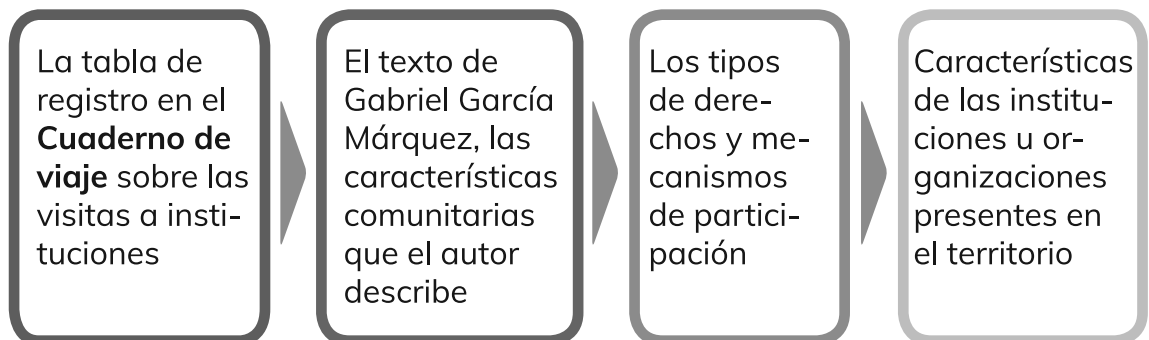 La tabla de
registro en el
Cuaderno de
viaje sobre las
visitas a insti-
tuciones
El texto de
Gabriel García
Márquez, las
características
comunitarias
que el autor
describe
Los tipos
de dere-
chos y me-
canismos
de partici-
pación
Características
de las institu-
ciones u or-
ganizaciones
presentes en
el territorio